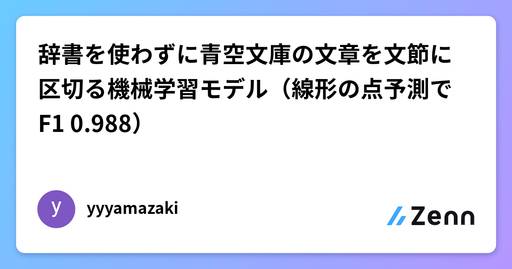 辞書を使わずに青空文庫の文章を文節に
区切る機械学習モデル（線形の点予測で
F1 0.988）
y
yyyamazaki
Zenn